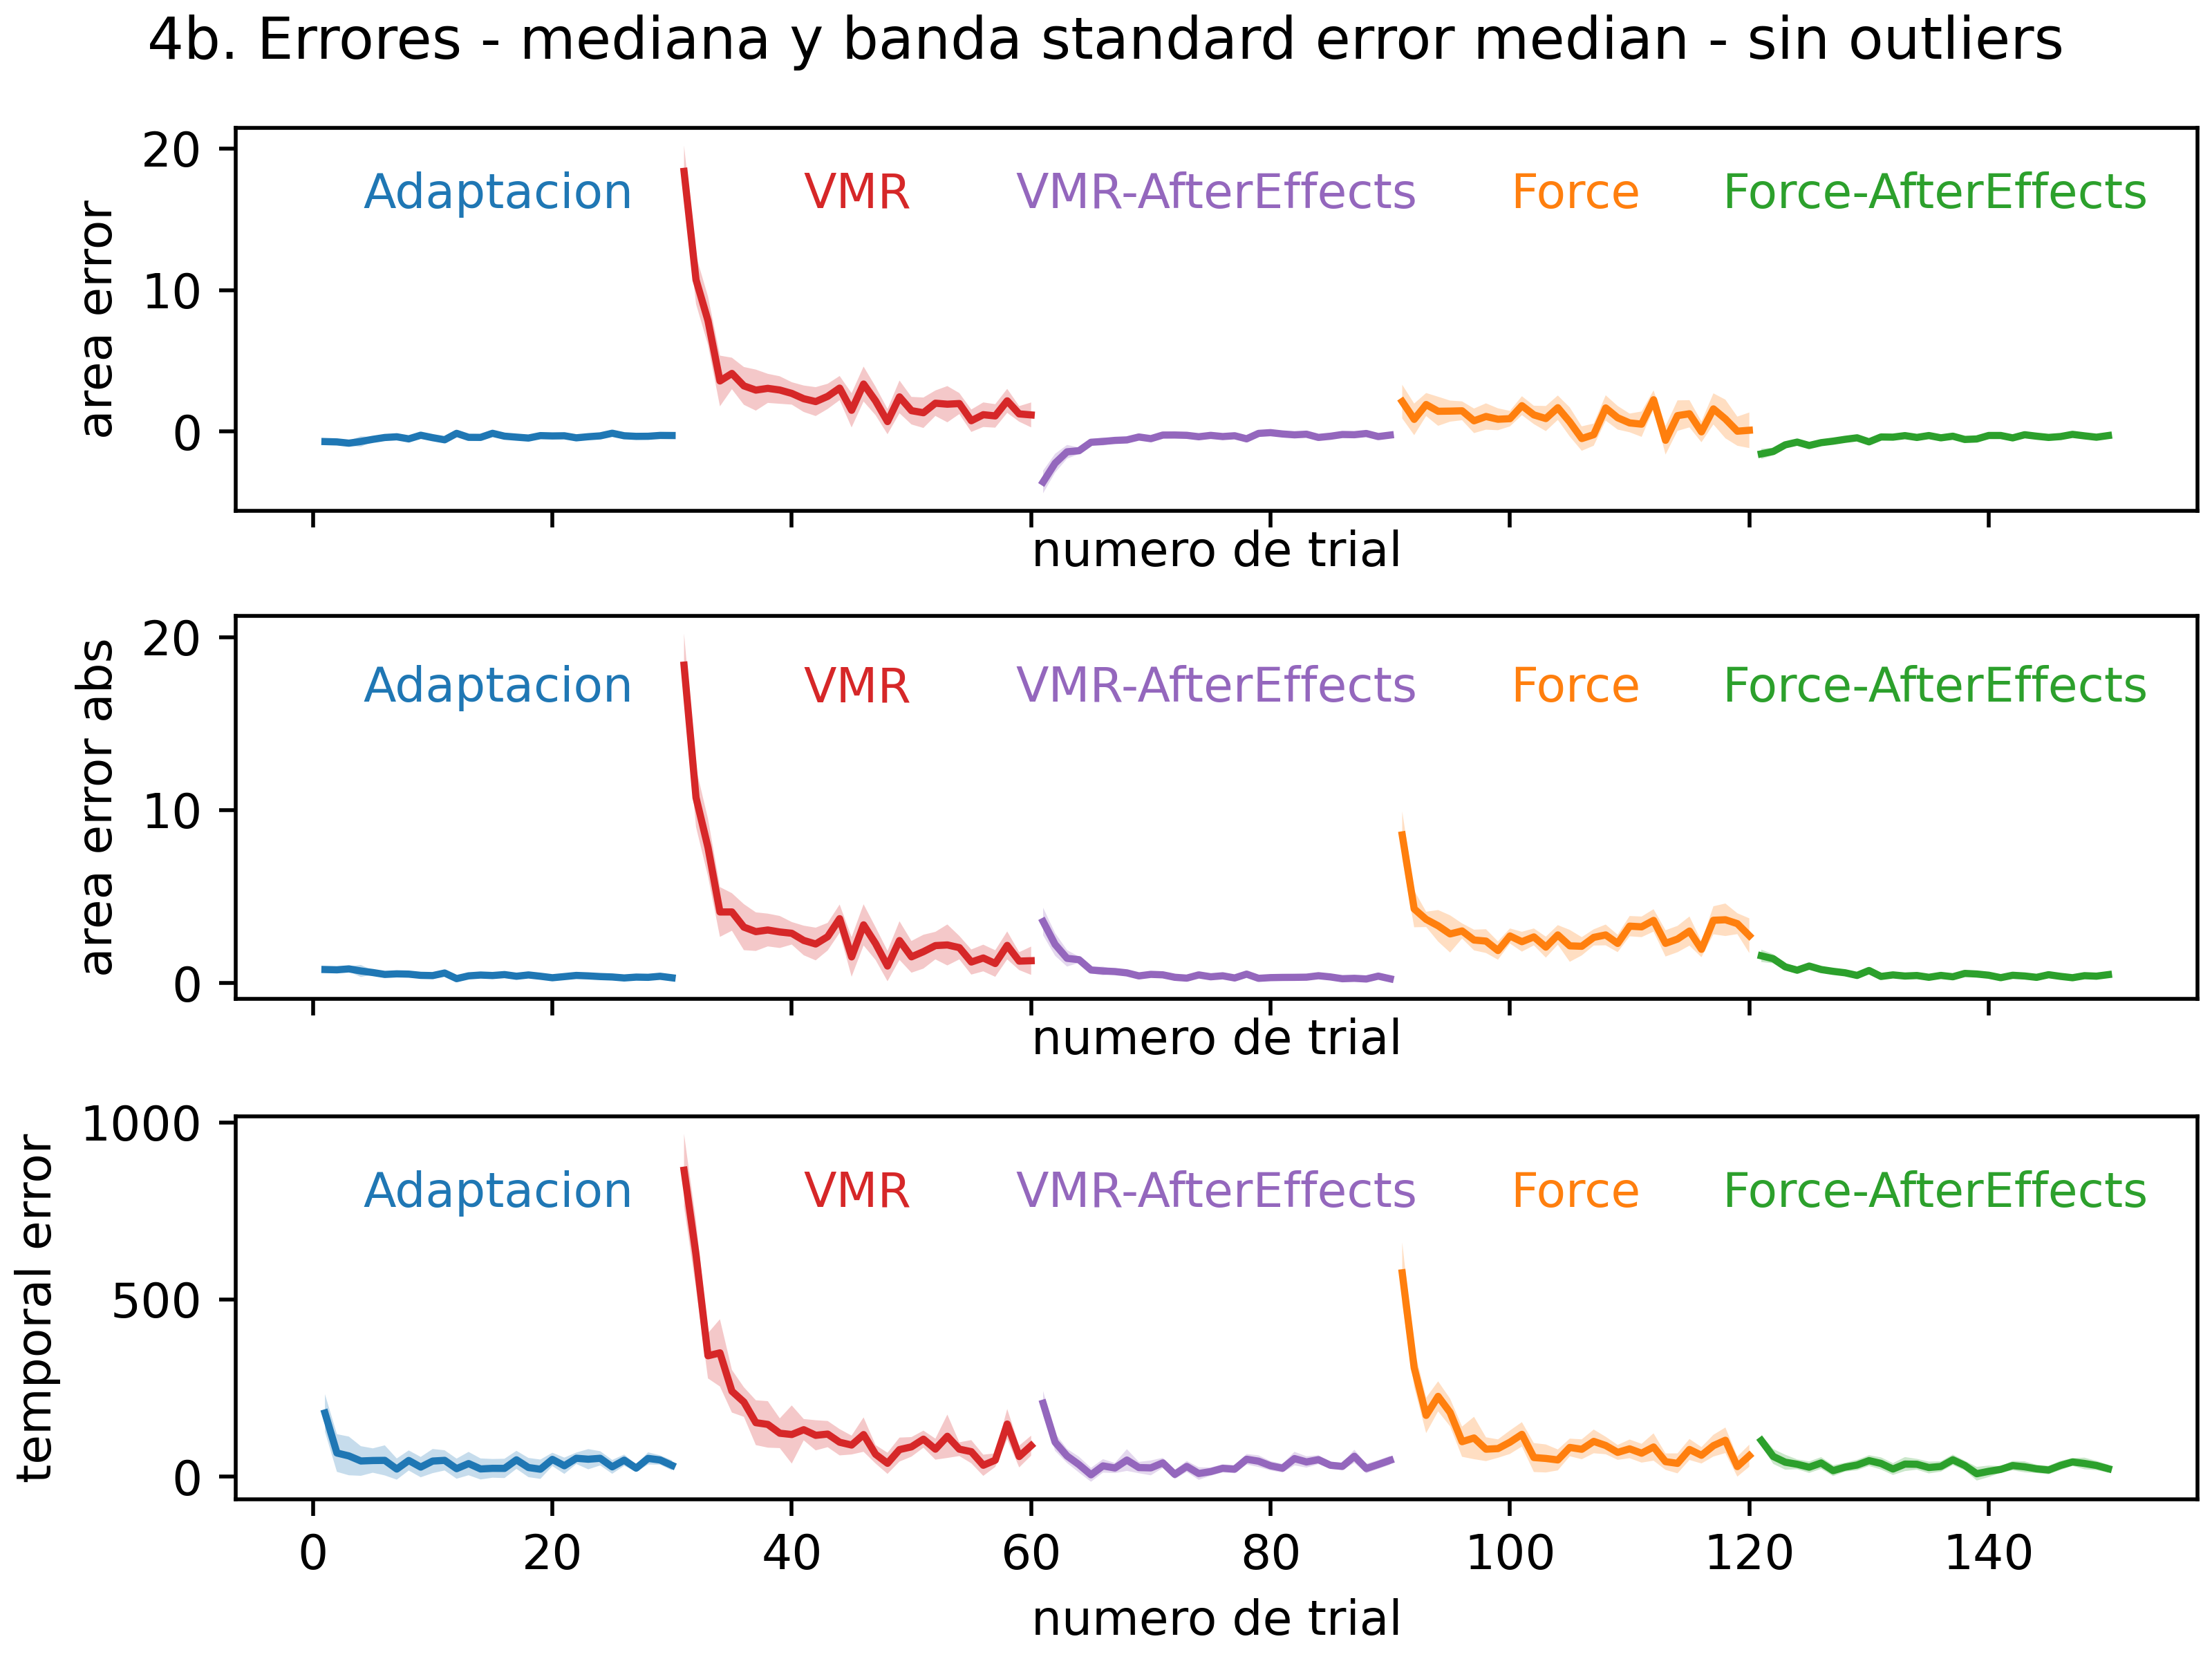 4b. Errores - mediana y banda standard error median - sin outliers
area error
20
10
0
Adaptacion
VMR
VMR-AfterEffects
Force
Force-AfterEffects
numero de trial
area error abs
20
10
0
Adaptacion
VMR
VMR-AfterEffects
Force
Force-AfterEffects
numero de trial
temporal error
1000
500
0
Adaptacion
VMR
VMR-AfterEffects
Force
Force-AfterEffects
0 20 40 60 80 100 120 140
numero de trial